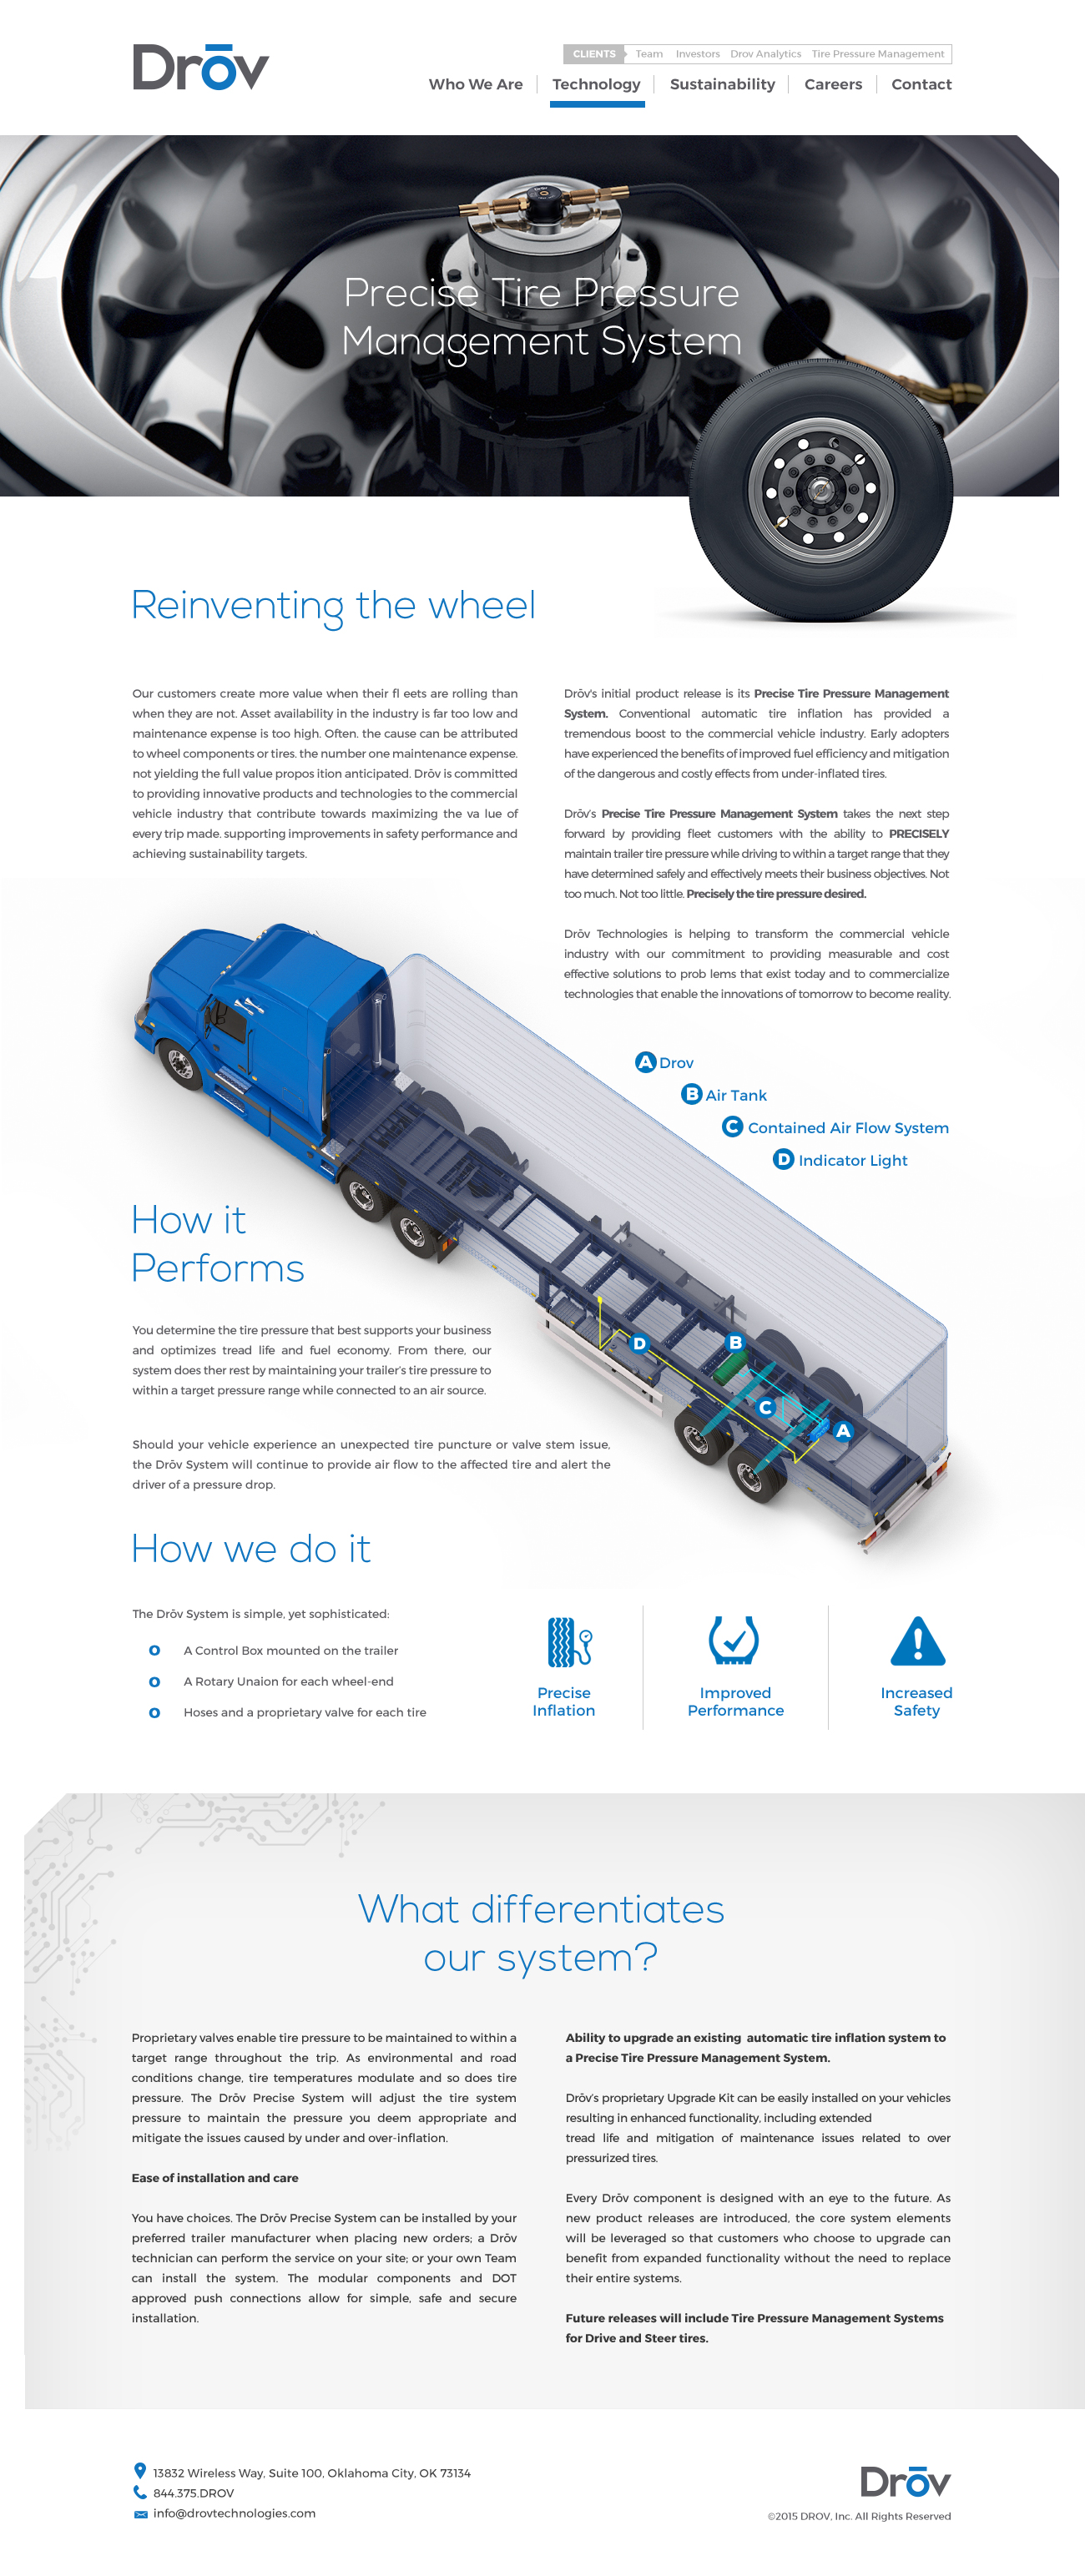 Drōv
CLIENTS Team Investors Drov Analytics Tire Pressure Management
Who We Are Technology Sustainability Careers Contact
Precise Tire Pressure
Management System
Reinventing the wheel
Our customers create more value when their fl eets are rolling than
when they are not. Asset availability in the industry is far too low and
maintenance expense is too high. Often. the cause can be attributed
to wheel components or tires. the number one maintenance expense.
not yielding the full value propos ition anticipated. Drōv is committed
to providing innovative products and technologies to the commercial
vehicle industry that contribute towards maximizing the va lue of
every trip made. supporting improvements in safety performance and
achieving sustainability targets.
Drōv's initial product release is its Precise Tire Pressure Management
System. Conventional automatic tire inflation has provided a
tremendous boost to the commercial vehicle industry. Early adopters
have experienced the benefits of improved fuel efficiency and mitigation
of the dangerous and costly effects from under-inflated tires.
Drōv's Precise Tire Pressure Management System takes the next step
forward by providing fleet customers with the ability to PRECISELY
maintain trailer tire pressure while driving to within a target range that they
have determined safely and effectively meets their business objectives. Not
too much. Not too little. Precisely the tire pressure desired.
Drōv Technologies is helping to transform the commercial vehicle
industry with our commitment to providing measurable and cost
effective solutions to prob lems that exist today and to commercialize
technologies that enable the innovations of tomorrow to become reality.
A Drov
B Air Tank
C Contained Air Flow System
D Indicator Light
How it
Performs
You determine the tire pressure that best supports your business
and optimizes tread life and fuel economy. From there, our
system does ther rest by maintaining your trailer's tire pressure to
within a target pressure range while connected to an air source.
D
B
C
A
Should your vehicle experience an unexpected tire puncture or valve stem issue,
the Drōv System will continue to provide air flow to the affected tire and alert the
driver of a pressure drop.
How we do it
The Drōv System is simple, yet sophisticated:
A Control Box mounted on the trailer
A Rotary Unaion for each wheel-end
Hoses and a proprietary valve for each tire
Precise
Inflation
Improved
Performance
Increased
Safety
What differentiates
our system?
Proprietary valves enable tire pressure to be maintained to within a
target range throughout the trip. As environmental and road
conditions change, tire temperatures modulate and so does tire
pressure. The Drōv Precise System will adjust the tire system
pressure to maintain the pressure you deem appropriate and
mitigate the issues caused by under and over-inflation.
Ease of installation and care
You have choices. The Drōv Precise System can be installed by your
preferred trailer manufacturer when placing new orders; a Drōv
technician can perform the service on your site; or your own Team
can install the system. The modular components and DOT
approved push connections allow for simple, safe and secure
installation.
Ability to upgrade an existing automatic tire inflation system to
a Precise Tire Pressure Management System.
Drōv's proprietary Upgrade Kit can be easily installed on your vehicles
resulting in enhanced functionality, including extended
tread life and mitigation of maintenance issues related to over
pressurized tires.
Every Drōv component is designed with an eye to the future. As
new product releases are introduced, the core system elements
will be leveraged so that customers who choose to upgrade can
benefit from expanded functionality without the need to replace
their entire systems.
Future releases will include Tire Pressure Management Systems
for Drive and Steer tires.
13832 Wireless Way, Suite 100, Oklahoma City, OK 73134
844.375.DROV
info@drovtechnologies.com
Drōv
©2015 DROV, Inc. All Rights Reserved